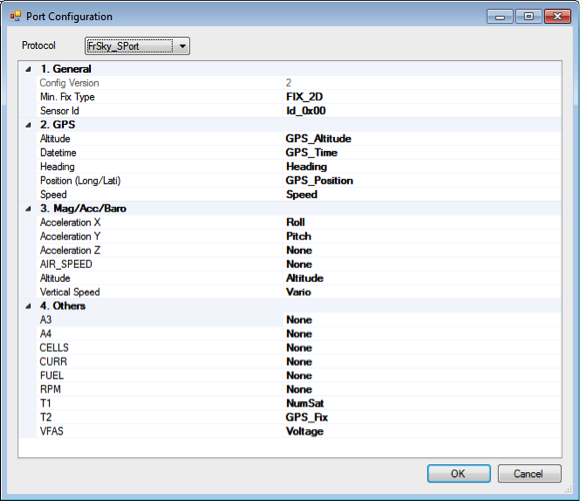 Port Configuration
Protocol FrSky_SPort
1. General
Config Version 2
Min. Fix Type FIX_2D
Sensor Id Id_0x00
2. GPS
Altitude GPS_Altitude
Datetime GPS_Time
Heading Heading
Position (Long/Lati) GPS_Position
Speed Speed
3. Mag/Acc/Baro
Acceleration X Roll
Acceleration Y Pitch
Acceleration Z None
AIR_SPEED None
Altitude Altitude
Vertical Speed Vario
4. Others
A3 None
A4 None
CELLS None
CURR None
FUEL None
RPM None
T1 NumSat
T2 GPS_Fix
VFAS Voltage
OK Cancel